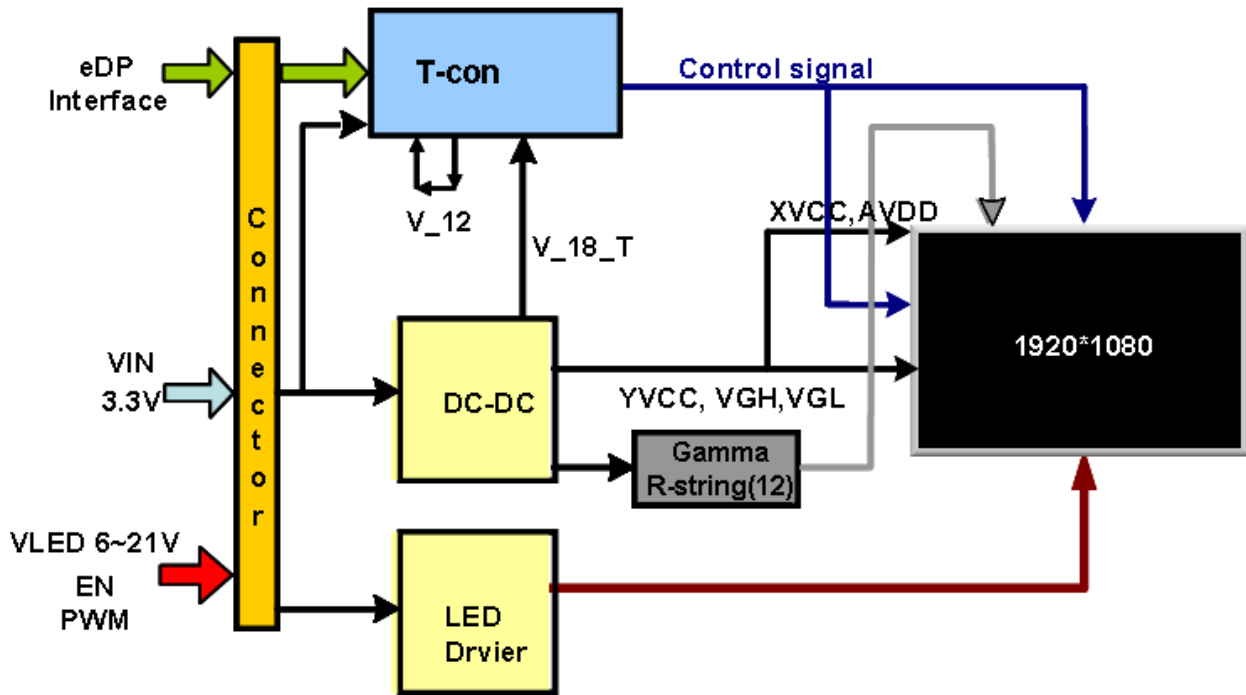 eDP
Interface
T-con
Control signal
Connector
V_12
V_18_T
XVCC,AVDD
1920*1080
VIN
3.3V
DC-DC
YVCC, VGH,VGL
Gamma
R-string(12)
VLED 6~21V
EN
PWM
LED
Drvier